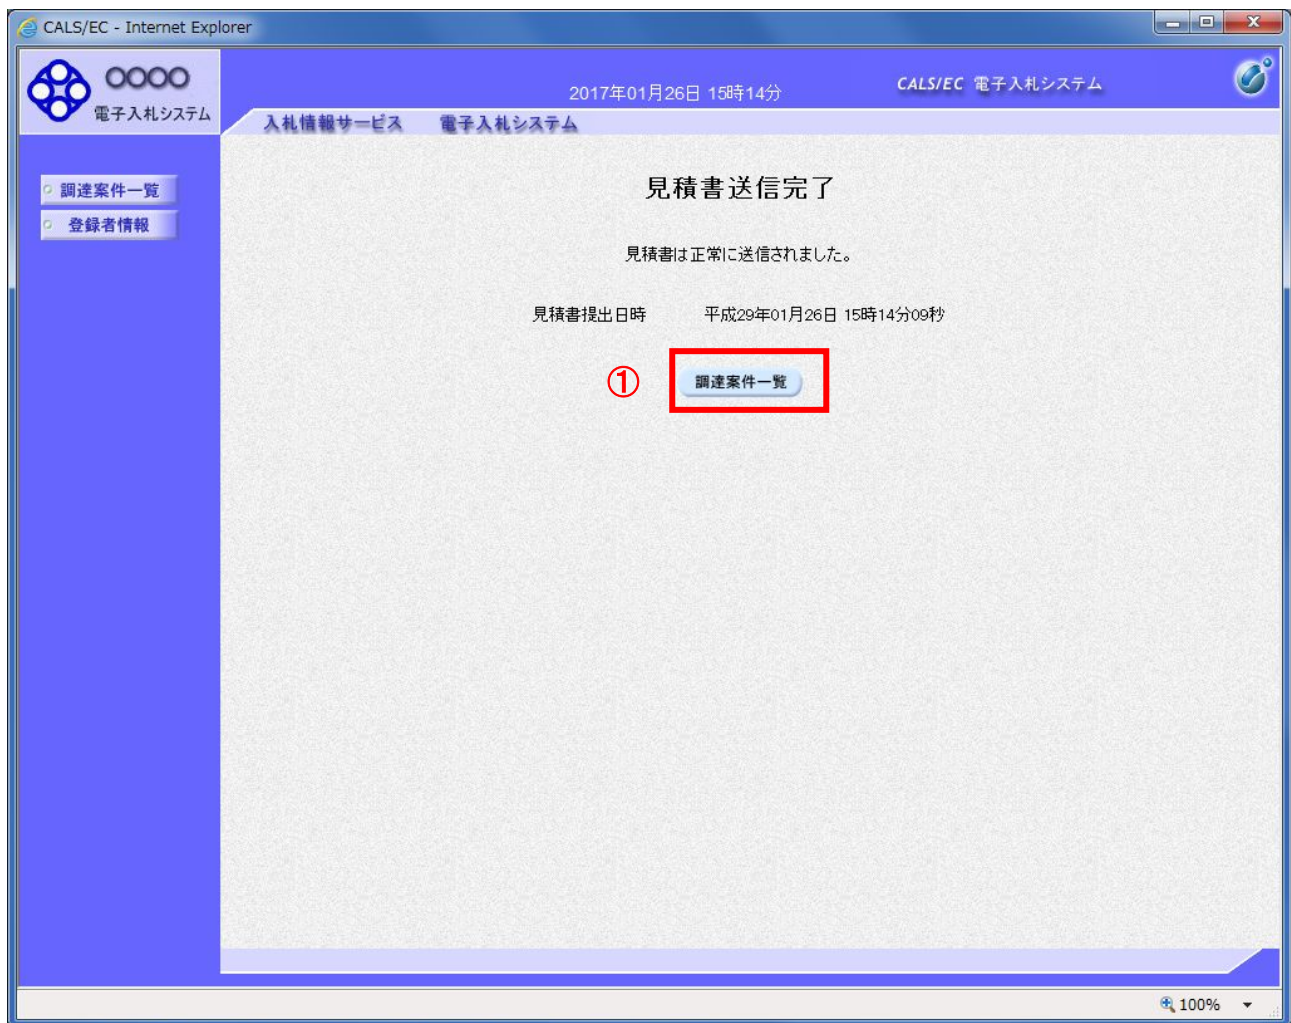 CALS/EC - Internet Explorer
〇〇〇〇
電子入札システム
2017年01月26日 15時14分
CALS/EC 電子入札システム
入札情報サービス 電子入札システム
調達案件一覧
登録者情報
見積書送信完了
見積書は正常に送信されました。
見積書提出日時 平成29年01月26日 15時14分09秒
① 調達案件一覧
100%